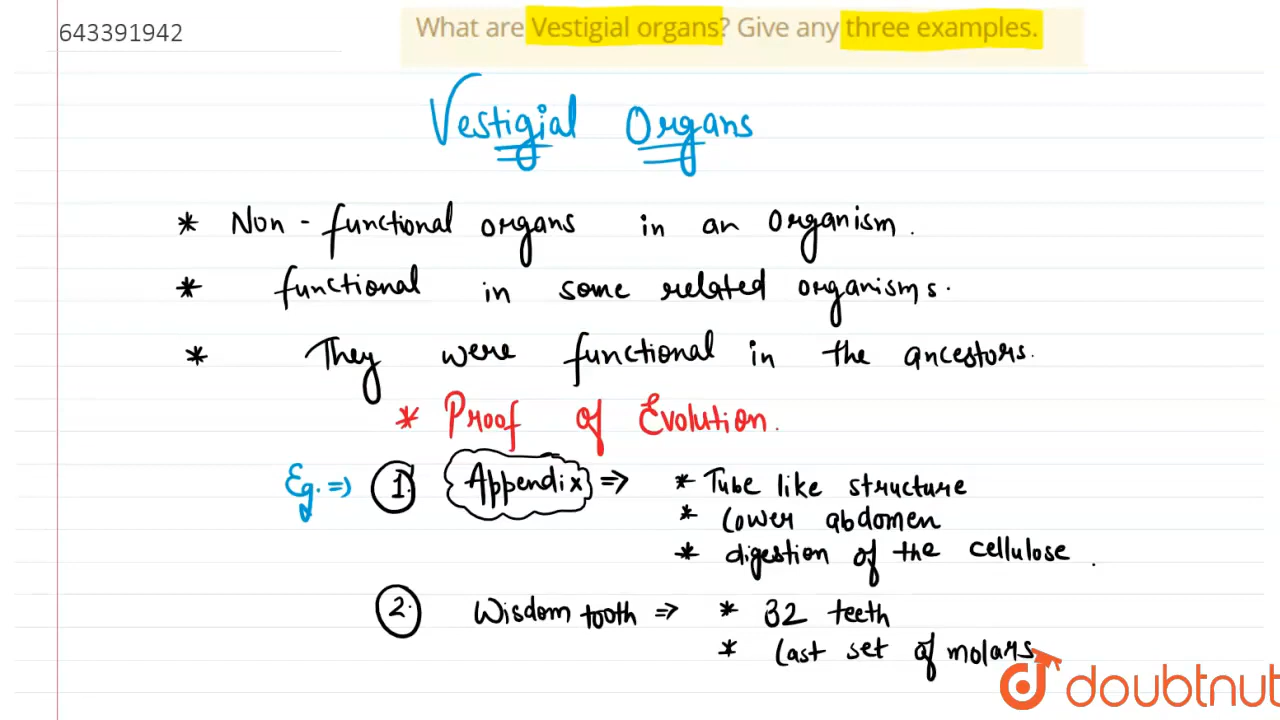 643391942
What are Vestigial organs? Give any three examples.
Vestigial Organs
* Non-functional organs in an organism.
* functional in some related organisms.
* They were functional in the ancestors.
* Proof of Evolution.
Eg. => 1. Appendix => * Tube like structure
* Lower abdomen
* digestion of the cellulose.
2. Wisdom tooth => * 32 teeth
* Last set of molars
doubtnut